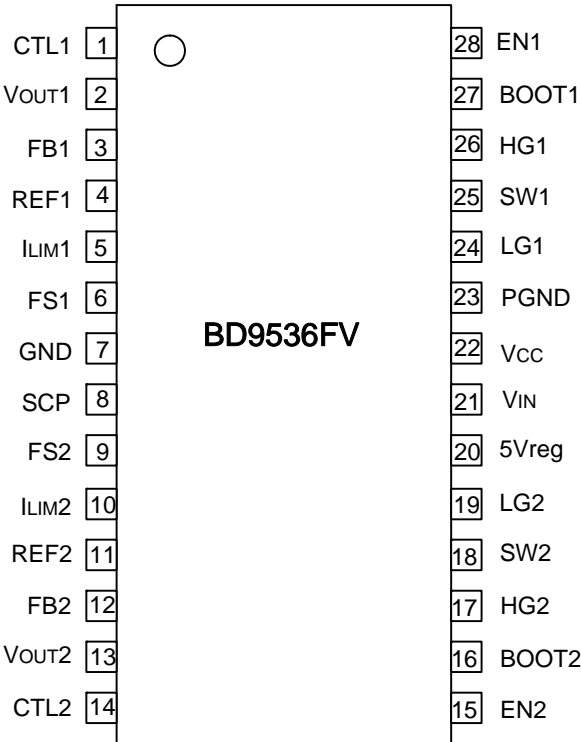 CTL1 1 28 EN1
VOUT1 2 27 BOOT1
FB1 3 26 HG1
REF1 4 25 SW1
ILIM1 5 24 LG1
FS1 6 23 PGND
BD9536FV
GND 7 22 VCC
SCP 8 21 VIN
FS2 9 20 5Vreg
ILIM2 10 19 LG2
REF2 11 18 SW2
FB2 12 17 HG2
VOUT2 13 16 BOOT2
CTL2 14 15 EN2